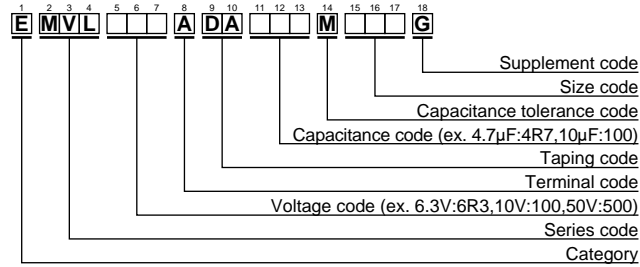 1 2 3 4 5 6 7 8 9 10 11 12 13 14 15 16 17 18
E M V L A D A M G
Supplement code
Size code
Capacitance tolerance code
Capacitance code (ex. 4.7µF:4R7,10µF:100)
Taping code
Terminal code
Voltage code (ex. 6.3V:6R3,10V:100,50V:500)
Series code
Category